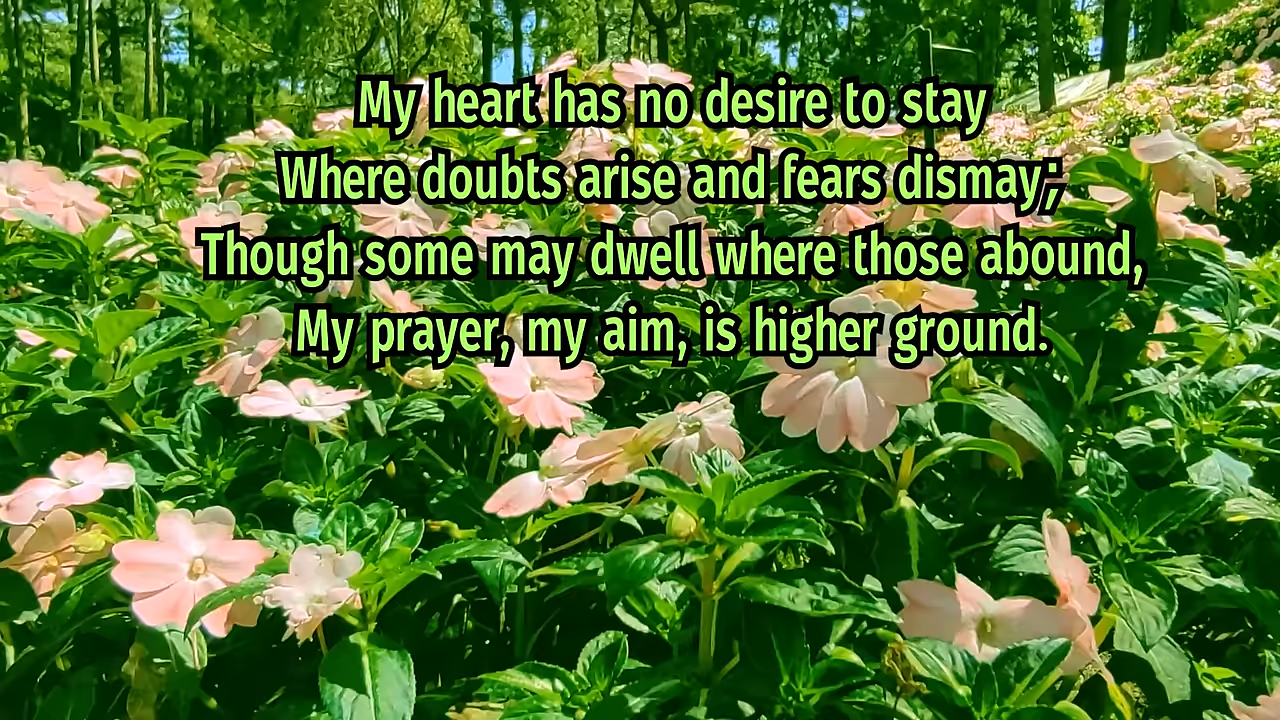 My heart has no desire to stay
Where doubts arise and fears dismay;
Though some may dwell where those abound,
My prayer, my aim, is higher ground.